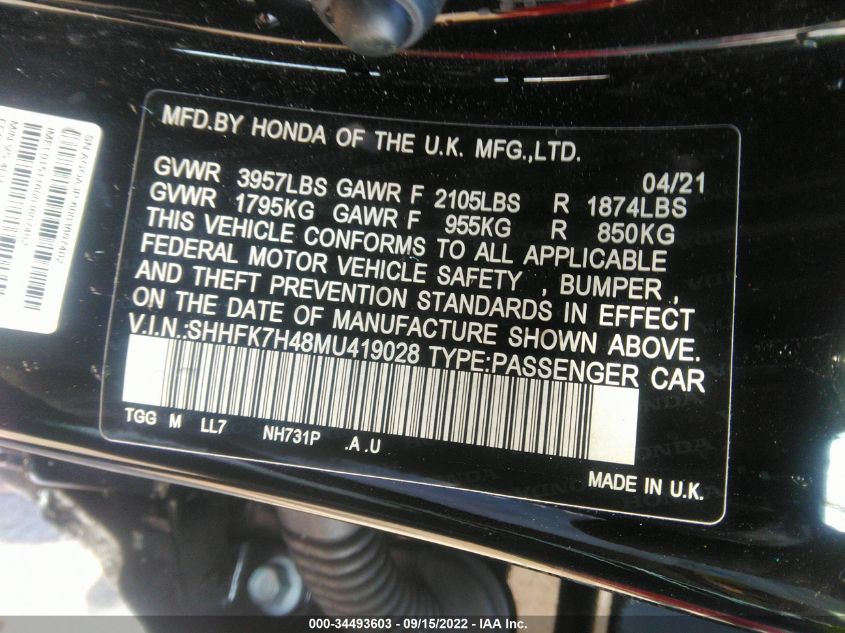 MFD.BY HONDA OF THE U.K. MFG.,LTD.
04/21
GVWR 3957LBS GAWR F 2105LBS R 1874LBS
GVWR 1795KG GAWR F 955KG R 850KG
THIS VEHICLE CONFORMS TO ALL APPLICABLE
FEDERAL MOTOR VEHICLE SAFETY , BUMPER ,
AND THEFT PREVENTION STANDARDS IN EFFECT
ON THE DATE OF MANUFACTURE SHOWN ABOVE.
V.I.N.:SHHFK7H48MU419028 TYPE:PASSENGER CAR
TGG M LL7 NH731P .A.U
MADE IN U.K.
000-34493603 - 09/15/2022 - IAA Inc.